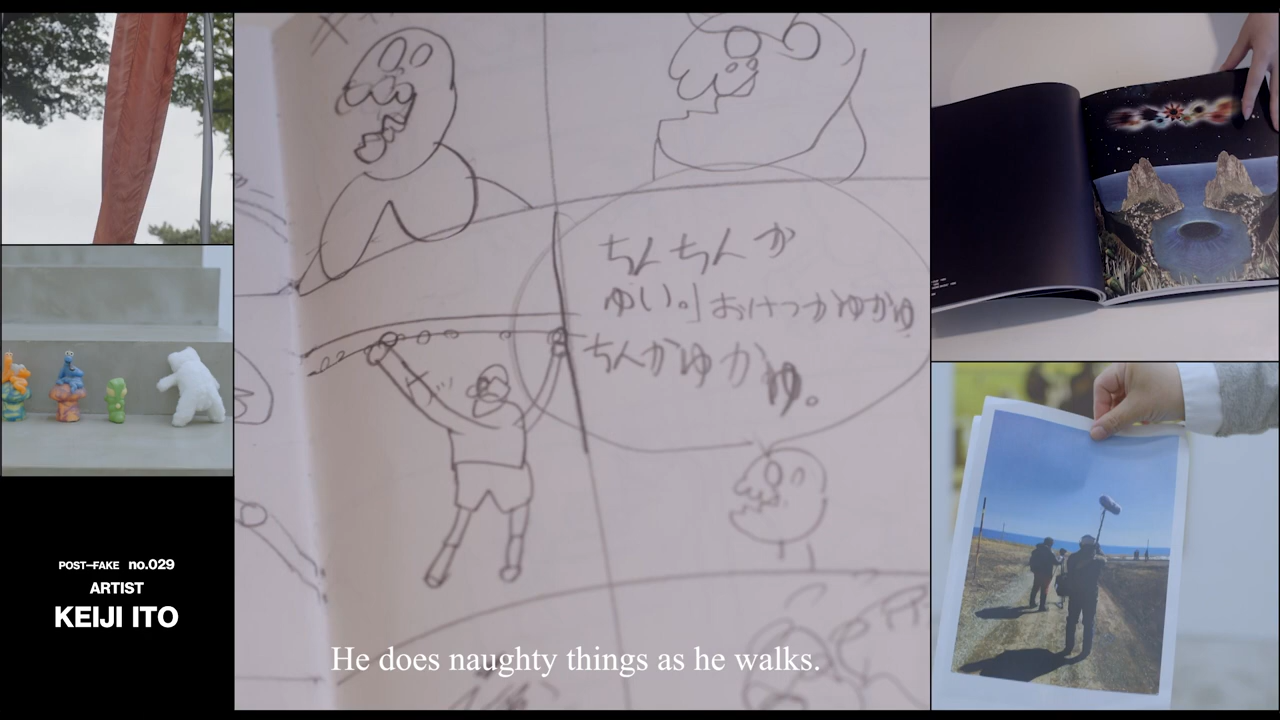 POST–FAKE no.029
ARTIST
KEIJI ITO
ちんちんか
ゆい。」おけつかゆかゆ
ちんかゆかゆ。
He does naughty things as he walks.